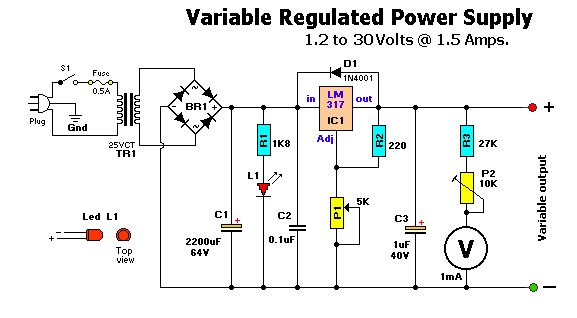 Variable Regulated Power Supply
1.2 to 30 Volts @ 1.5 Amps.
S1
Fuse
0.5A
Plug
Gnd
25VCT
TR1
BR1
+
D1
1N4001
in
LM
317
out
IC1
Adj
R1
1K8
R2
220
R3
27K
+
L1
P2
10K
P1
5K
C1
+
2200uF
64V
C2
0.1uF
C3
+
1uF
40V
V
1mA
Variable output
Led L1
+
−
Top
view
−